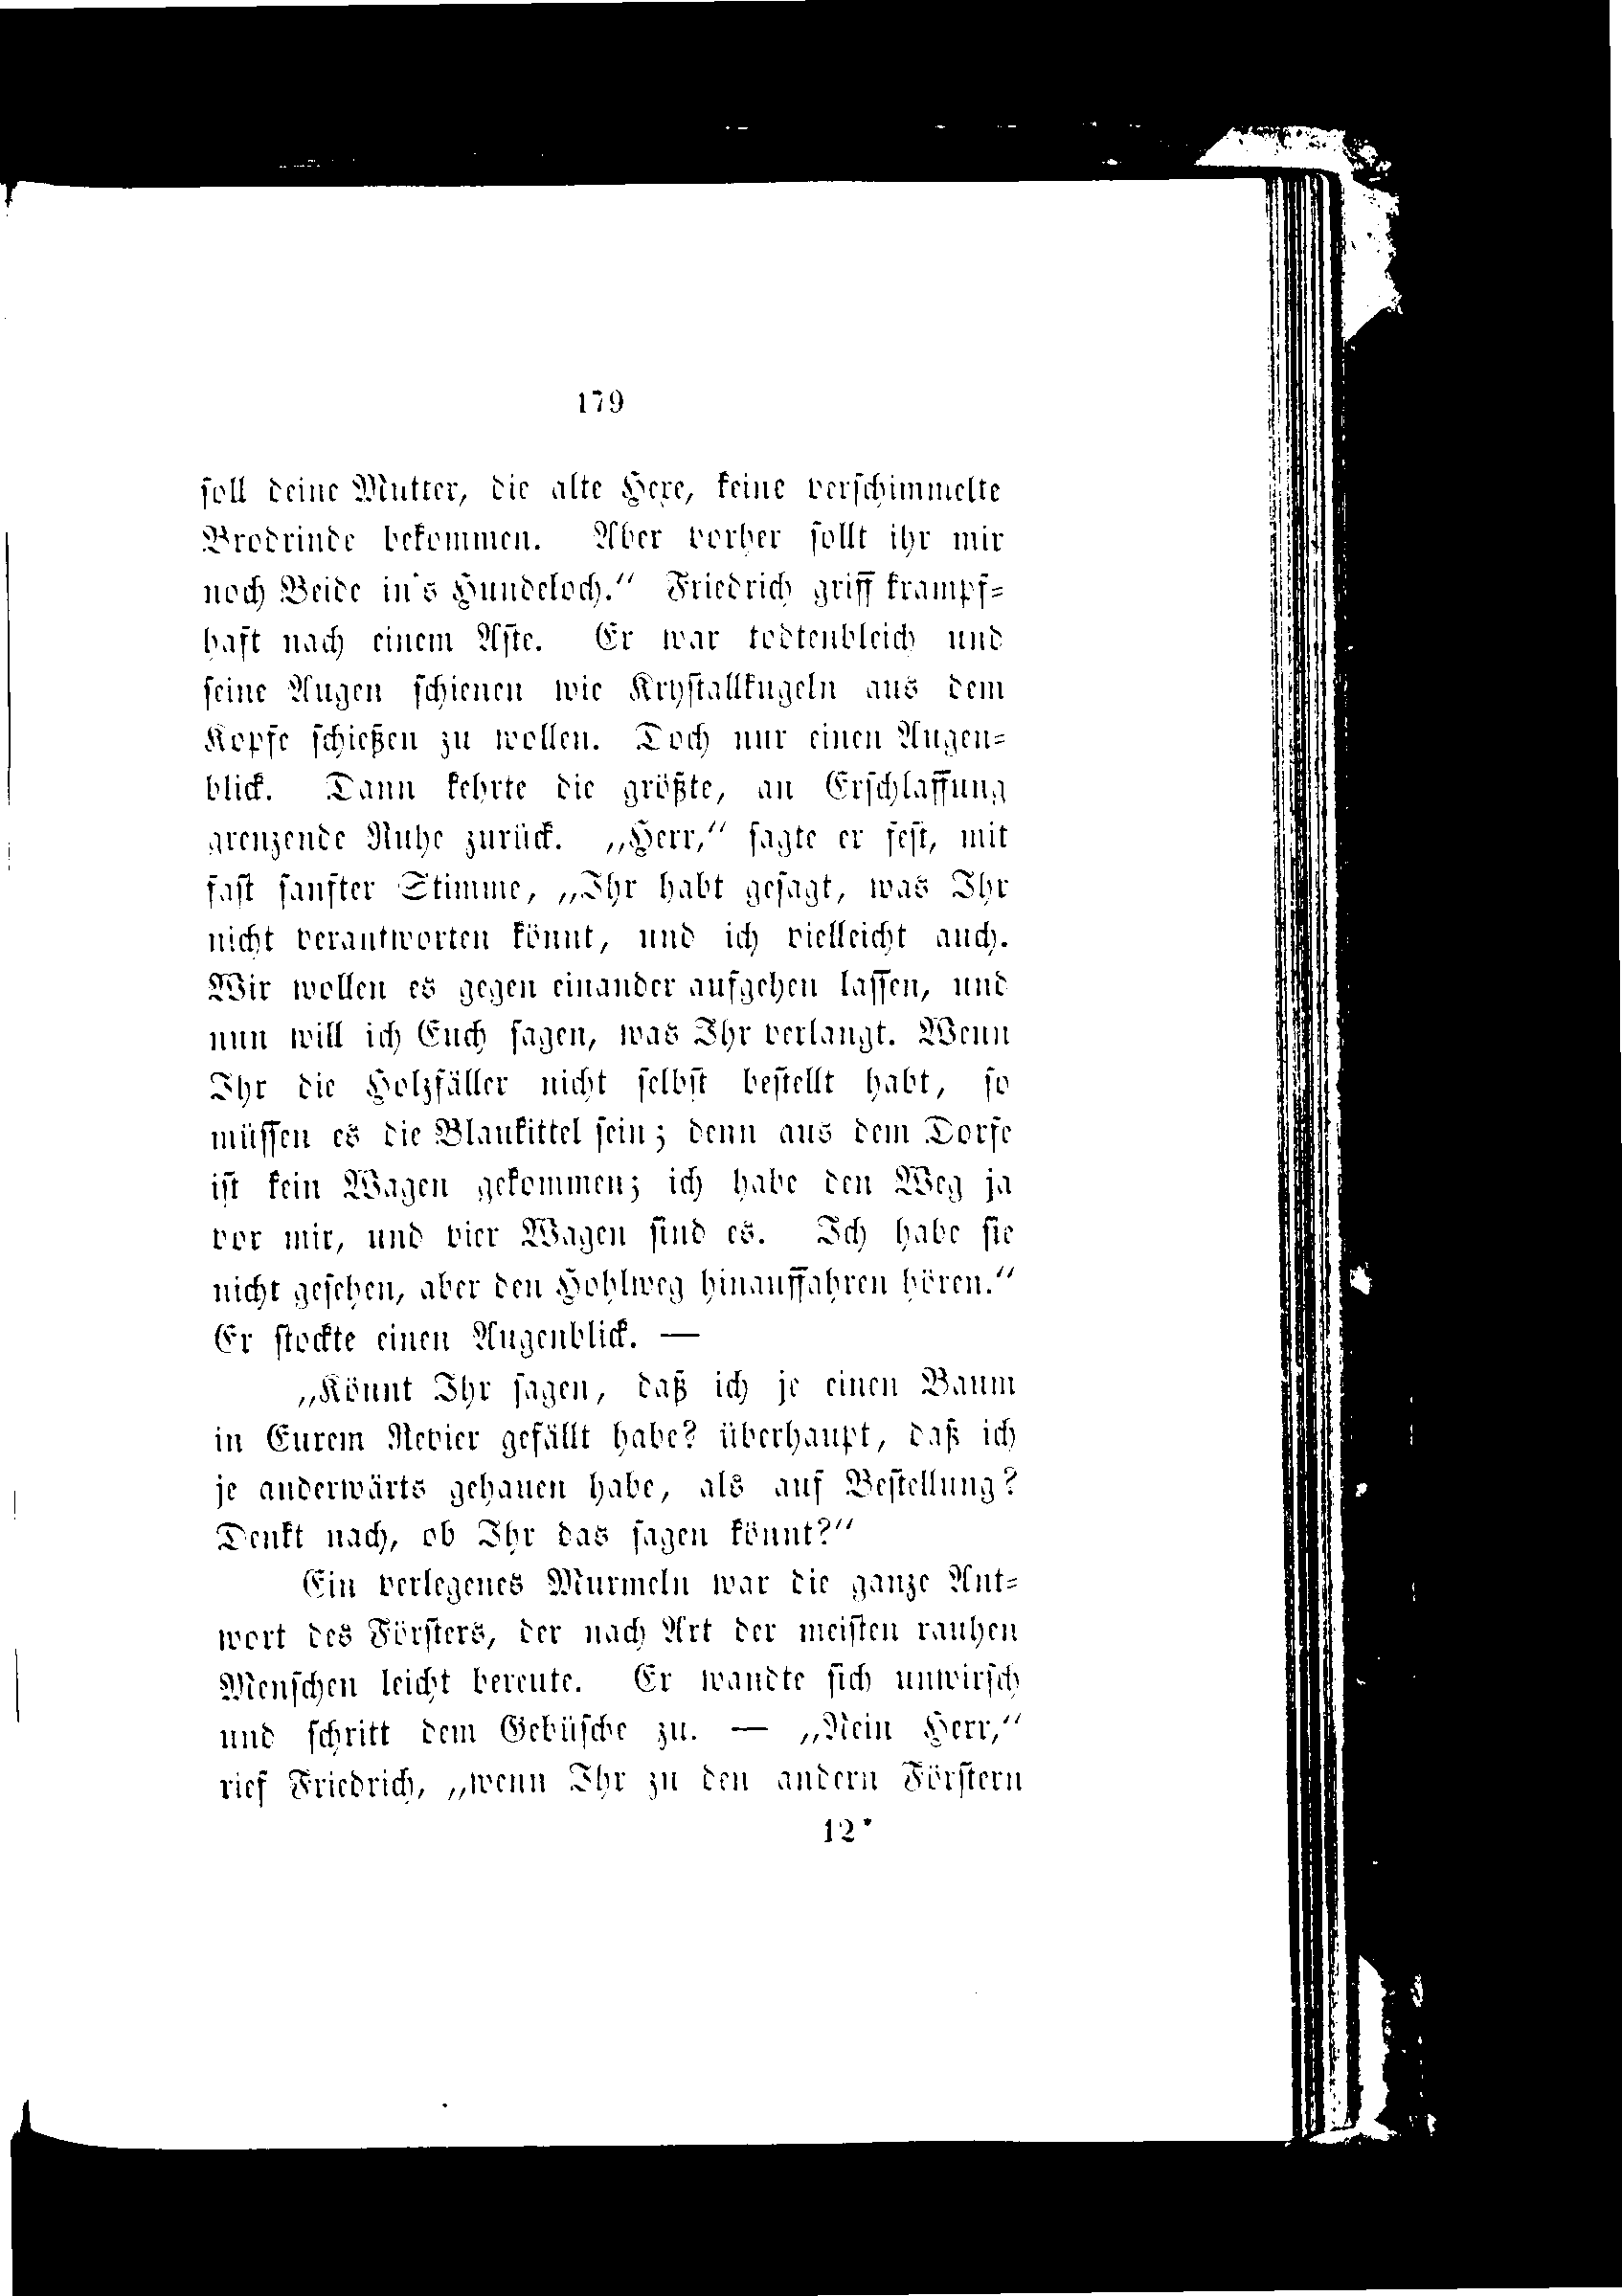 179
soll deine Mutter, die alte Hexe, keine verschimmelte
Brodrinde bekommen. Aber vorher sollt ihr mir
noch Beide in's Hundeloch.“ Friedrich griff krampf-
haft nach einem Aste. Er war todtenbleich und
seine Augen schienen wie Krystallkugeln aus dem
Kopfe schießen zu wollen. Doch nur einen Augen-
blick. Dann kehrte die größte, an Erschlaffung
grenzende Ruhe zurück. „Herr,“ sagte er fest, mit
fast sanfter Stimme, „Ihr habt gesagt, was Ihr
nicht verantworten könnt, und ich vielleicht auch.
Wir wollen es gegen einander aufgehen lassen, und
nun will ich Euch sagen, was Ihr verlangt. Wenn
Ihr die Holzfäller nicht selbst bestellt habt, so
müssen es die Blaukittel sein; denn aus dem Dorfe
ist kein Wagen gekommen; ich habe den Weg ja
vor mir, und vier Wagen sind es. Ich habe sie
nicht gesehen, aber den Hohlweg hinauffahren hören.“
Er stockte einen Augenblick. —
„Könnt Ihr sagen, daß ich je einen Baum
in Eurem Revier gefällt habe? überhaupt, daß ich
je anderwärts gehauen habe, als auf Bestellung?
Denkt nach, ob Ihr das sagen könnt?“
Ein verlegenes Murmeln war die ganze Ant-
wort des Försters, der nach Art der meisten rauhen
Menschen leicht bereute. Er wandte sich unwirsch
und schritt dem Gebüsche zu. — „Nein Herr,“
rief Friedrich, „wenn Ihr zu den andern Förstern
12*